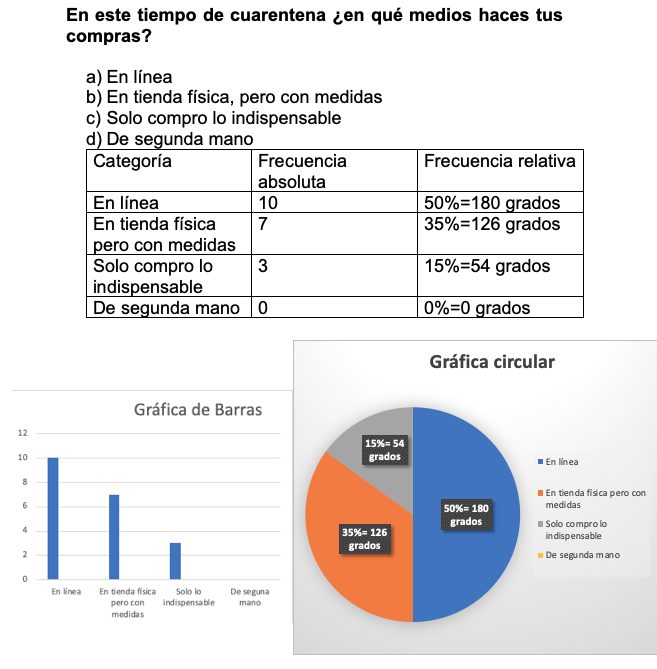 En este tiempo de cuarentena ¿en qué medios haces tus
compras?
a) En línea
b) En tienda física, pero con medidas
c) Solo compro lo indispensable
d) De segunda mano
Categoría Frecuencia absoluta Frecuencia relativa
En línea 10 50%=180 grados
En tienda física pero con medidas 7 35%=126 grados
Solo compro lo indispensable 3 15%=54 grados
De segunda mano 0 0%=0 grados
Gráfica de Barras
12
10
8
6
4
2
0
En línea
En tienda física
pero con
medidas
Solo lo
indispensable
De seguna
mano
Gráfica circular
15%= 54
grados
50%= 180
grados
35%= 126
grados
En línea
En tienda física pero con
medidas
Solo compro lo
indispensable
De segunda mano